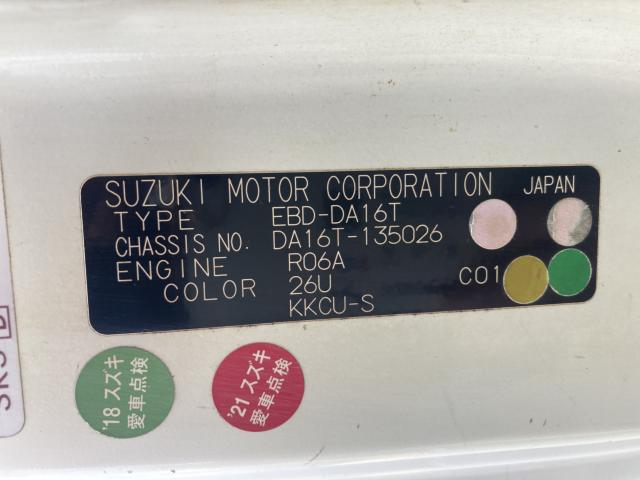 SUZUKI MOTOR CORPORATION JAPAN
TYPE EBD-DA16T
CHASSIS NO. DA16T-135026
ENGINE R06A
COLOR 26U C01
KKCU-S
'18 スズキ
愛車点検
'21 スズキ
愛車点検